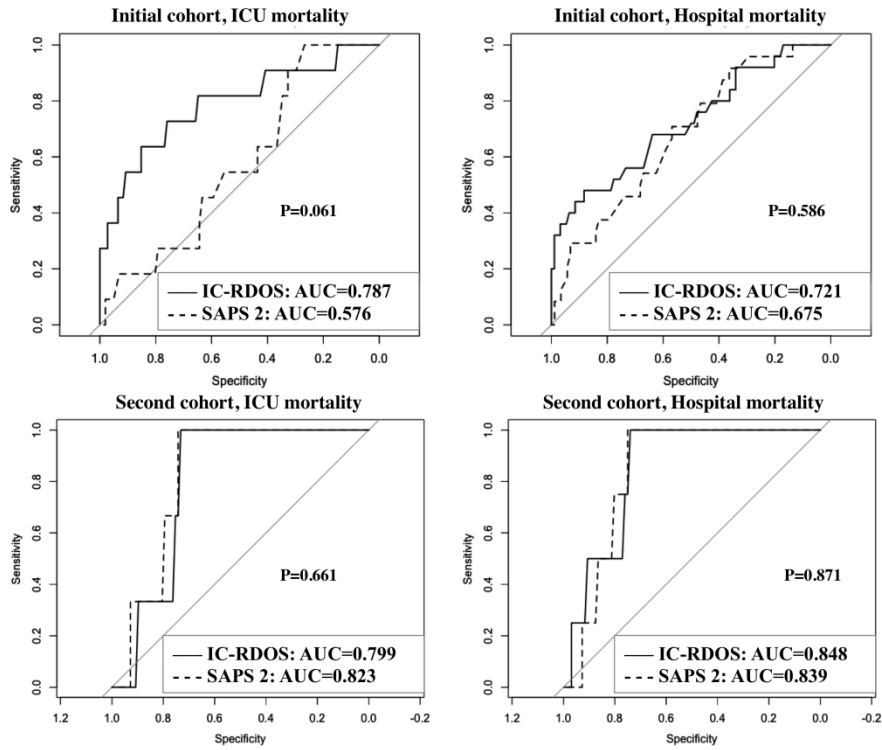 Initial cohort, ICU mortality
1.0
0.8
0.6
0.4
0.2
0.0
Sensitivity
P=0.061
IC-RDOS: AUC=0.787
SAPS 2: AUC=0.576
1.0 0.8 0.6 0.4 0.2 0.0
Specificity
Initial cohort, Hospital mortality
1.0
0.8
0.6
0.4
0.2
0.0
Sensitivity
P=0.586
IC-RDOS: AUC=0.721
SAPS 2: AUC=0.675
1.0 0.8 0.6 0.4 0.2 0.0
Specificity
Second cohort, ICU mortality
1.0
0.8
0.6
0.4
0.2
0.0
Sensitivity
P=0.661
IC-RDOS: AUC=0.799
SAPS 2: AUC=0.823
1.2 1.0 0.8 0.6 0.4 0.2 0.0 -0.2
Specificity
Second cohort, Hospital mortality
1.0
0.8
0.6
0.4
0.2
0.0
Sensitivity
P=0.871
IC-RDOS: AUC=0.848
SAPS 2: AUC=0.839
1.2 1.0 0.8 0.6 0.4 0.2 0.0 -0.2
Specificity